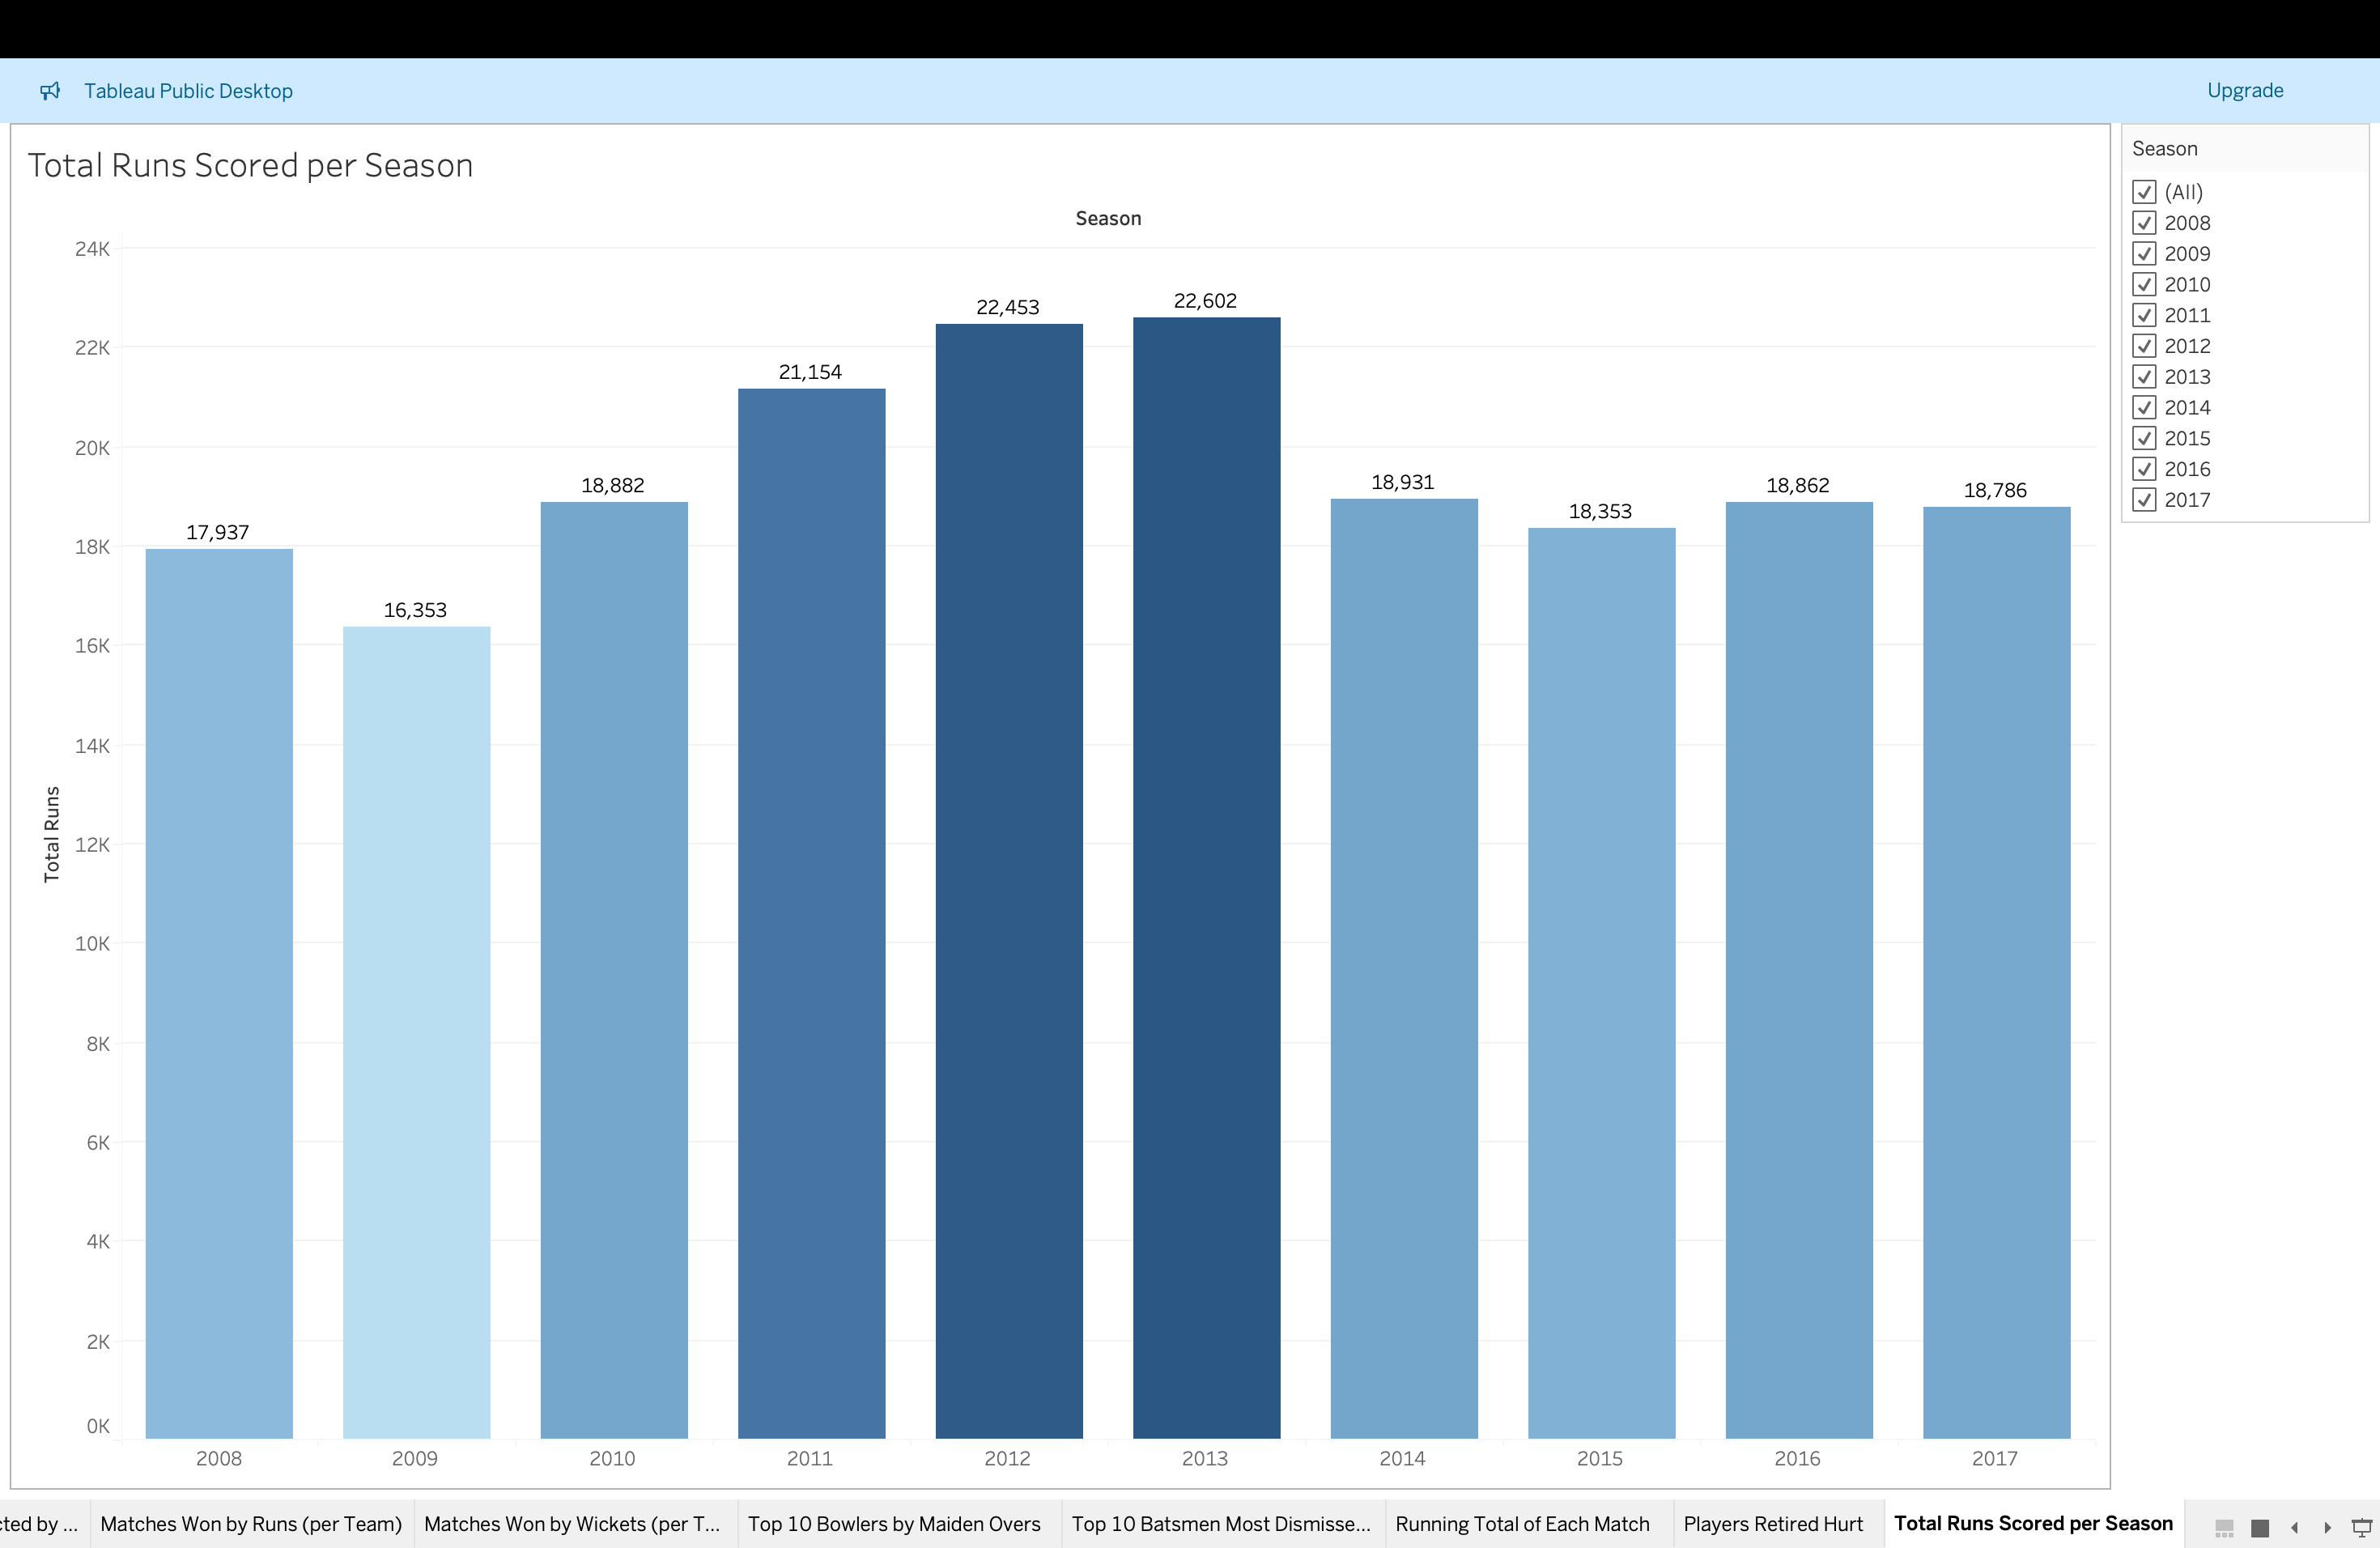 Tableau Public Desktop
Upgrade
Total Runs Scored per Season
Season
24K
22K
20K
18K
16K
14K
12K
10K
8K
6K
4K
2K
0K
Total Runs
17,937
16,353
18,882
21,154
22,453
22,602
18,931
18,353
18,862
18,786
2008
2009
2010
2011
2012
2013
2014
2015
2016
2017
Season
(All)
2008
2009
2010
2011
2012
2013
2014
2015
2016
2017
cted by ...
Matches Won by Runs (per Team)
Matches Won by Wickets (per T...
Top 10 Bowlers by Maiden Overs
Top 10 Batsmen Most Dismisse...
Running Total of Each Match
Players Retired Hurt
Total Runs Scored per Season